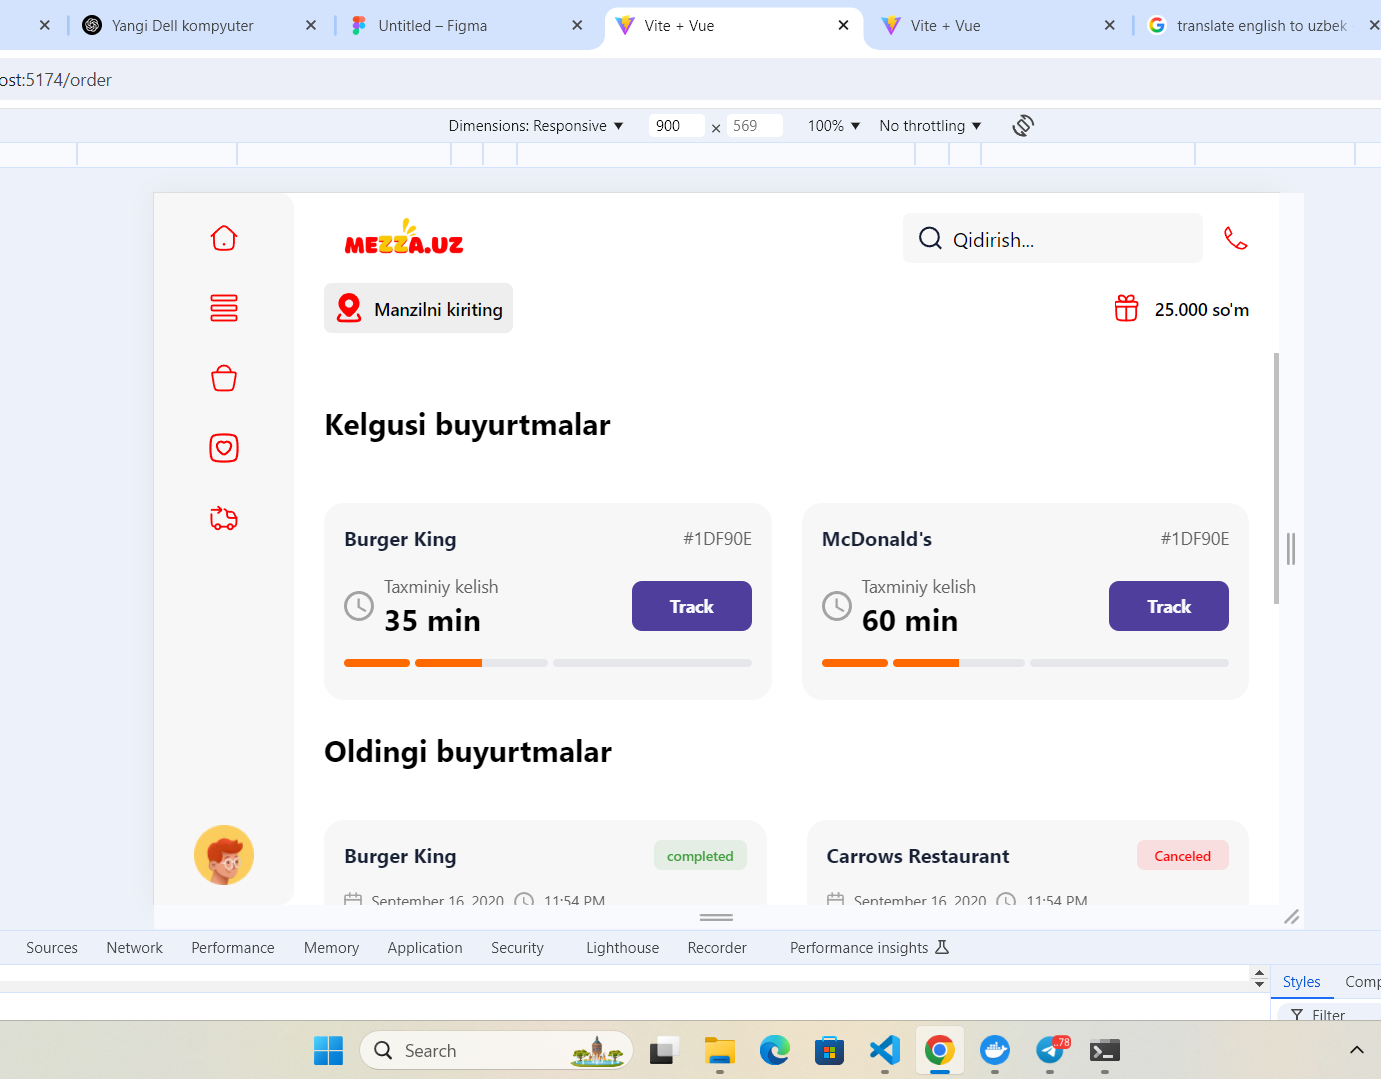 Yangi Dell kompyuter
Untitled – Figma
Vite + Vue
Vite + Vue
translate english to uzbek
ost:5174/order
Dimensions: Responsive
900 × 569
100%
No throttling
MEZZA.UZ
Qidirish...
Manzilni kiriting
25.000 so'm
Kelgusi buyurtmalar
Burger King
#1DF90E
Taxminiy kelish
35 min
Track
McDonald's
#1DF90E
Taxminiy kelish
60 min
Track
Oldingi buyurtmalar
Burger King
completed
September 16, 2020
11:54 PM
Carrows Restaurant
Canceled
September 16, 2020
11:54 PM
Sources
Network
Performance
Memory
Application
Security
Lighthouse
Recorder
Performance insights
Styles
Comp
Filter
Search
..78